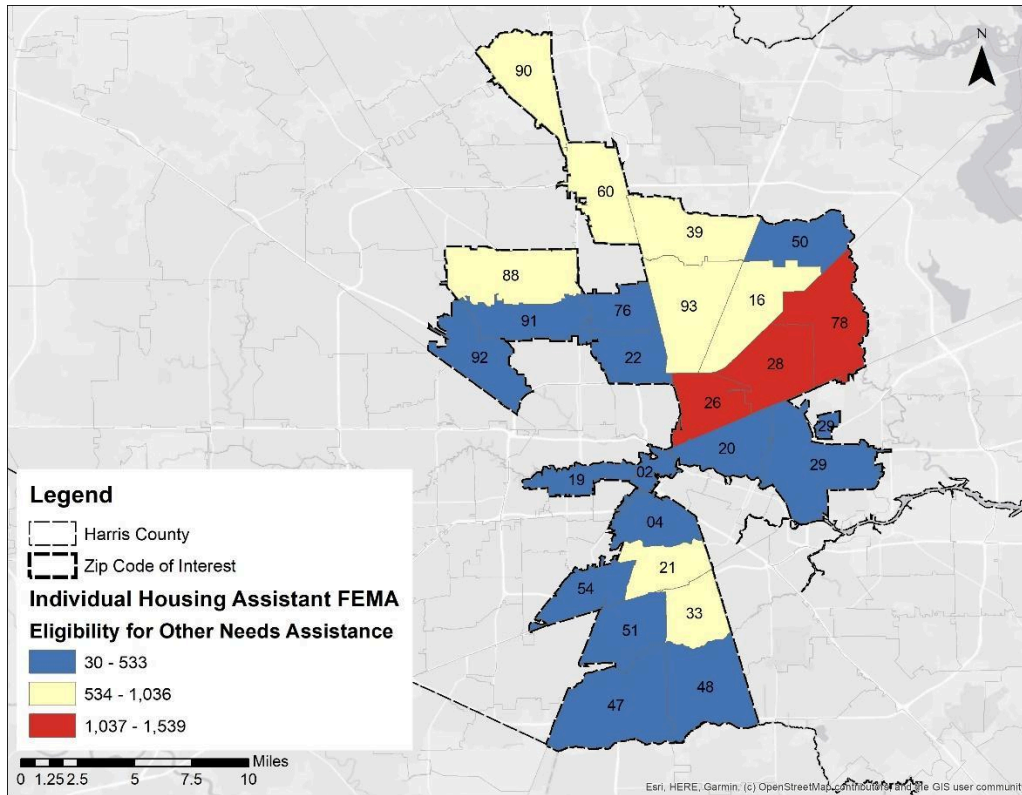 N
90
60
39
50
88
93
16
76
78
91
92
22
28
26
29
20
29
19
02
04
21
54
33
51
48
47
Legend
Harris County
Zip Code of Interest
Individual Housing Assistant FEMA
Eligibility for Other Needs Assistance
30 - 533
534 - 1,036
1,037 - 1,539
Miles
0 1.25 2.5 5 7.5 10
Esri, HERE, Garmin, (c) OpenStreetMap contributors, and the GIS user communit